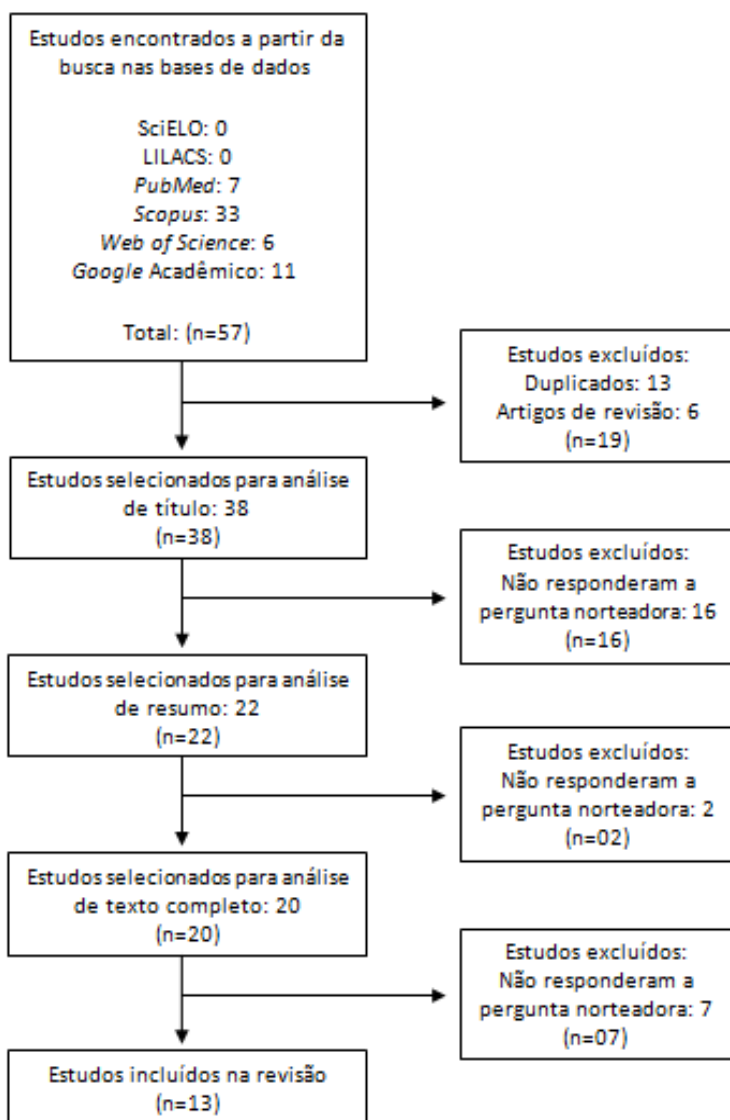 Estudos encontrados a partir da
busca nas bases de dados
SciELO: 0
LILACS: 0
PubMed: 7
Scopus: 33
Web of Science: 6
Google Acadêmico: 11
Total: (n=57)
Estudos excluídos:
Duplicados: 13
Artigos de revisão: 6
(n=19)
Estudos selecionados para análise
de título: 38
(n=38)
Estudos excluídos:
Não responderam a
pergunta norteadora: 16
(n=16)
Estudos selecionados para análise
de resumo: 22
(n=22)
Estudos excluídos:
Não responderam a
pergunta norteadora: 2
(n=02)
Estudos selecionados para análise
de texto completo: 20
(n=20)
Estudos excluídos:
Não responderam a
pergunta norteadora: 7
(n=07)
Estudos incluídos na revisão
(n=13)